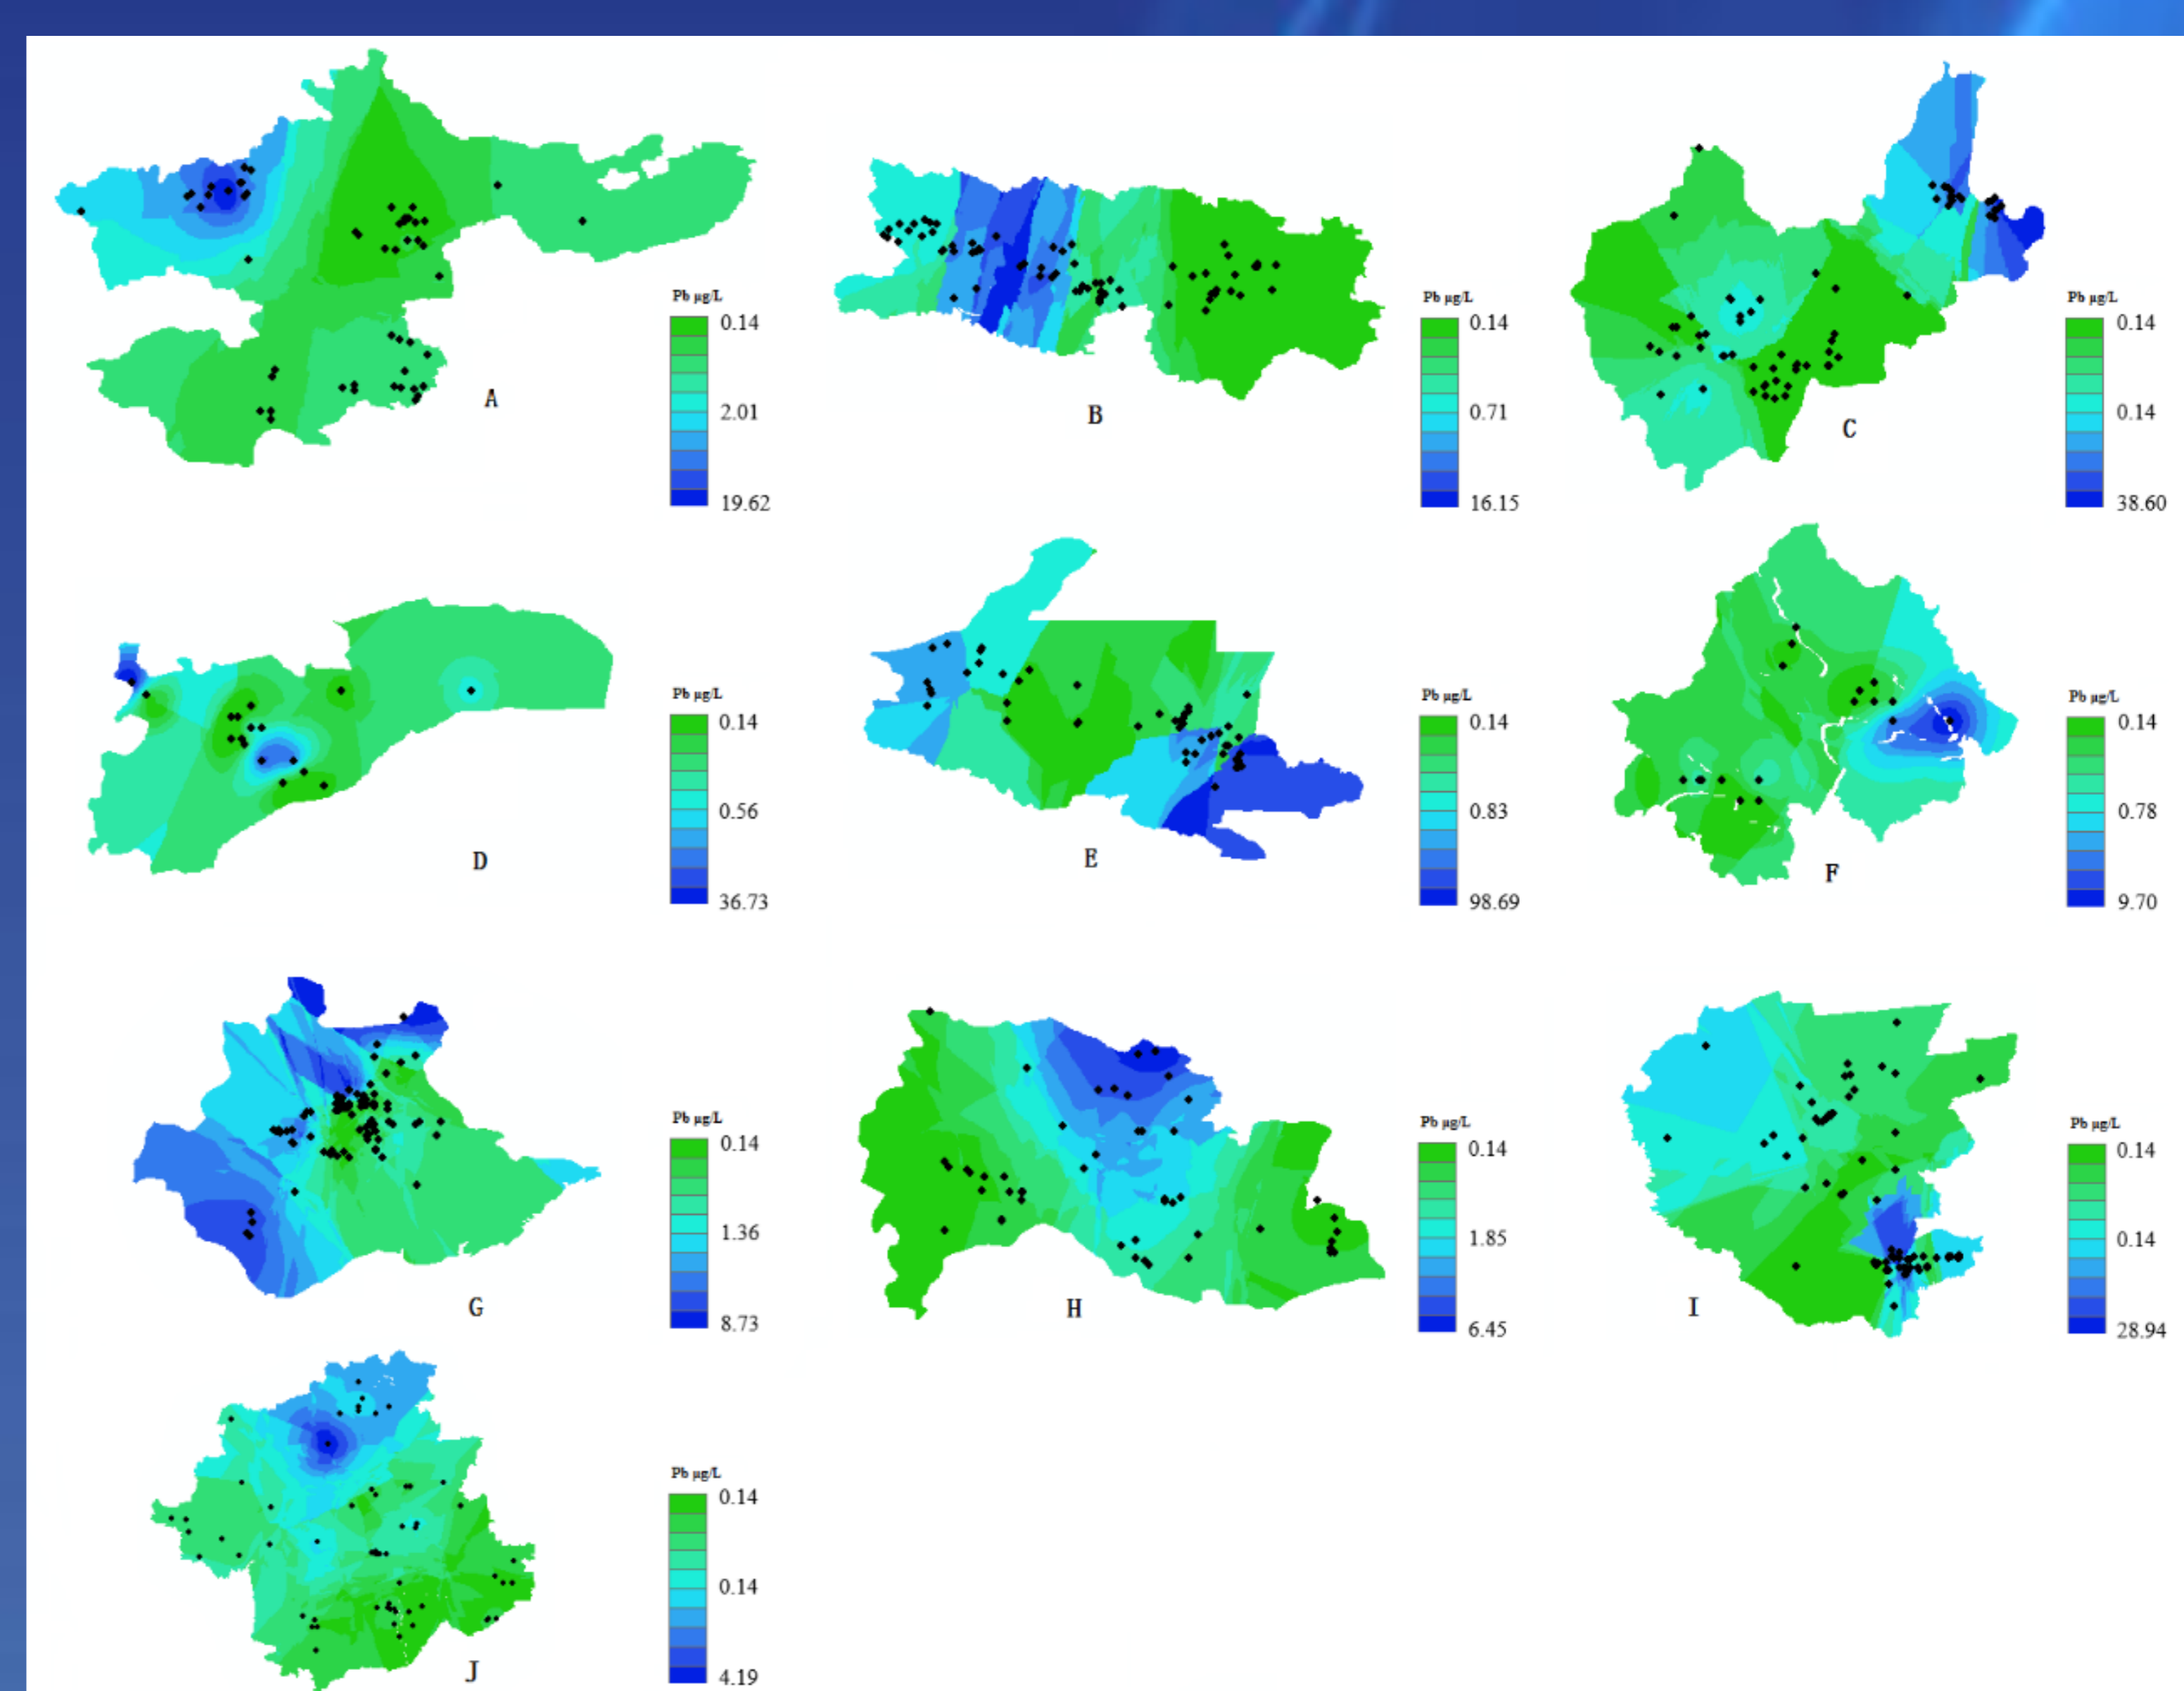 Pb μg/L
0.14
2.01
19.62
A
Pb μg/L
0.14
0.71
16.15
B
Pb μg/L
0.14
0.14
38.60
C
Pb μg/L
0.14
0.56
36.73
D
Pb μg/L
0.14
0.83
98.69
E
Pb μg/L
0.14
0.78
9.70
F
Pb μg/L
0.14
1.36
8.73
G
Pb μg/L
0.14
1.85
6.45
H
Pb μg/L
0.14
0.14
28.94
I
Pb μg/L
0.14
0.14
4.19
J